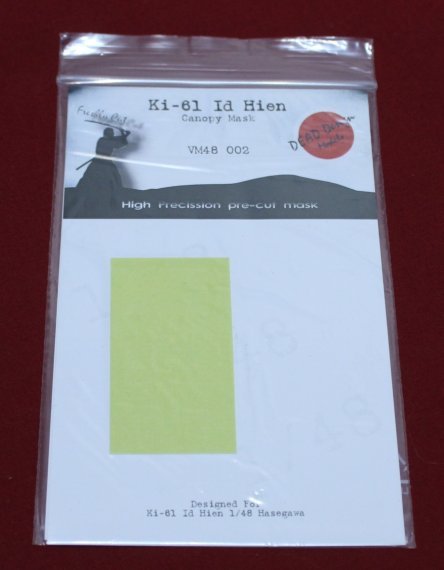 Ki-61 Id Hien
Canopy Mask
DEAD
VM48 002
High Precission pre-cut mask
Designed For
Ki-61 Id Hien 1/48 Hasegawa